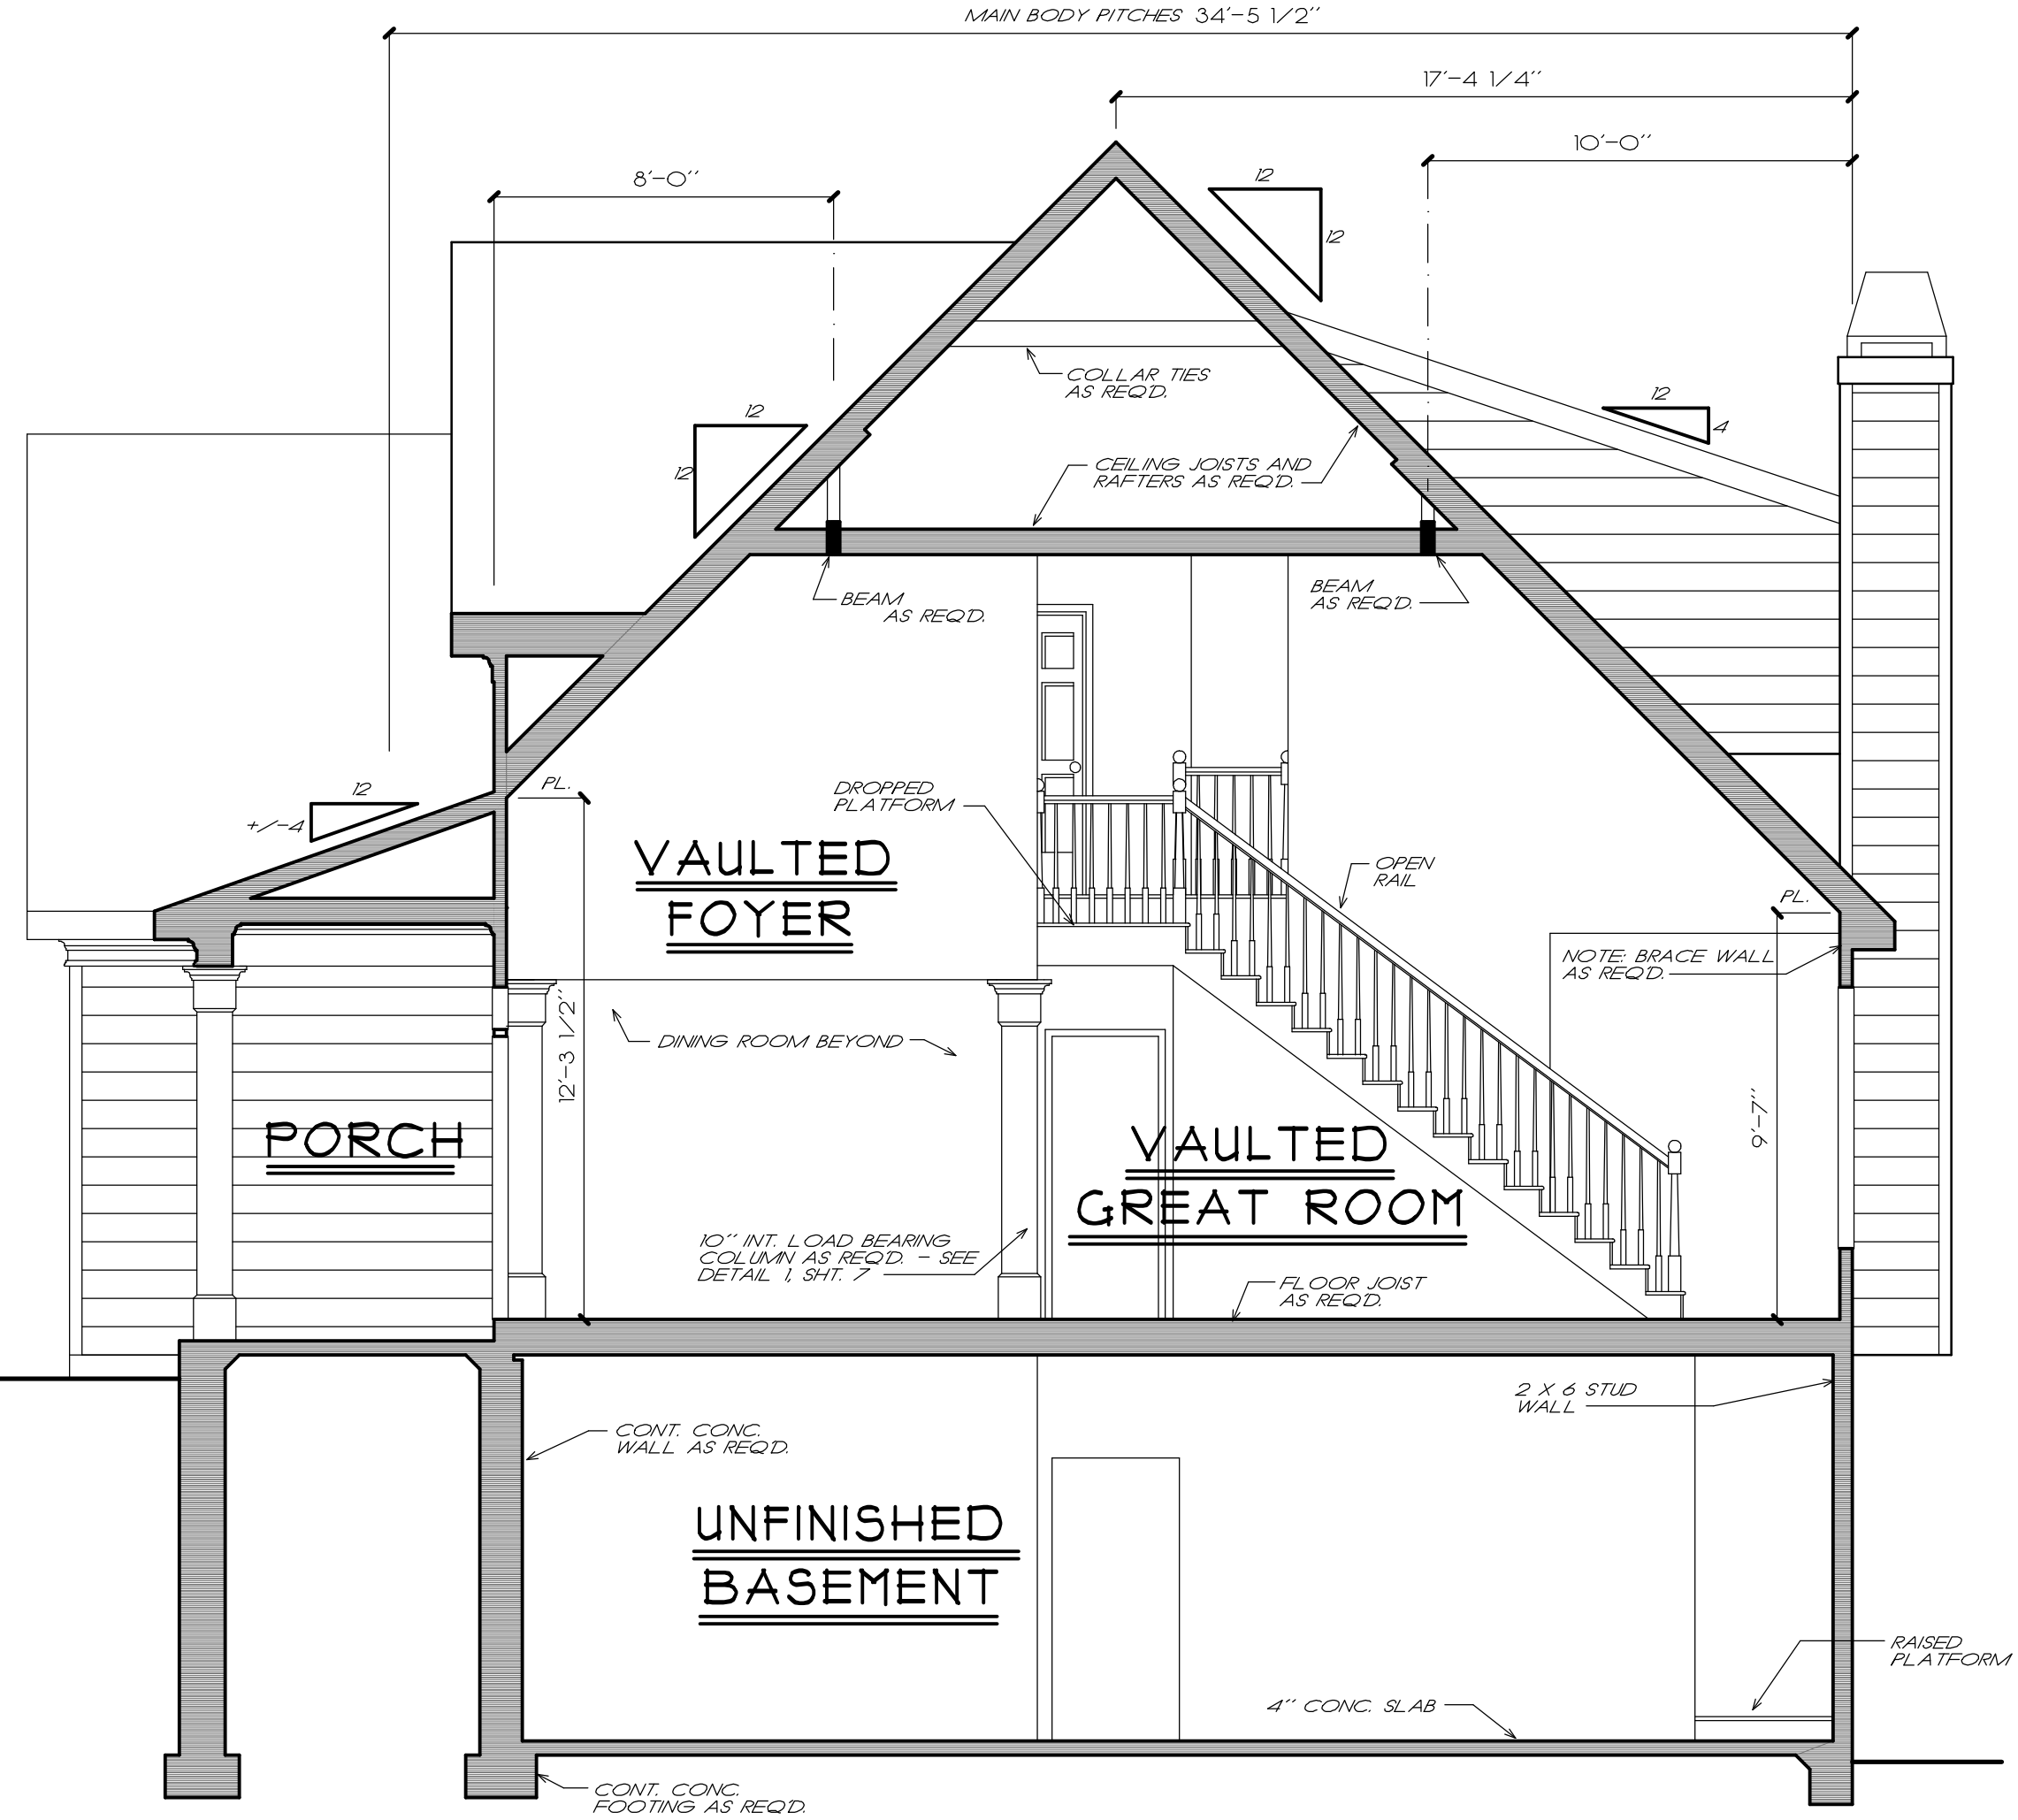 MAIN BODY PITCHES 34'-5 1/2"
17'-4 1/4"
10'-0"
8'-0"
12
12
COLLAR TIES
AS REQ'D.
12
4
12
12
CEILING JOISTS AND
RAFTERS AS REQ'D.
BEAM
AS REQ'D.
BEAM
AS REQ'D.
12
+/-4
PL.
DROPPED
PLATFORM
VAULTED
FOYER
OPEN
RAIL
PL.
NOTE: BRACE WALL
AS REQ'D.
12'-3 1/2"
DINING ROOM BEYOND
9'-7"
PORCH
VAULTED
GREAT ROOM
10" INT. LOAD BEARING
COLUMN AS REQ'D. - SEE
DETAIL 1, SHT. 7
FLOOR JOIST
AS REQ'D.
2 X 6 STUD
WALL
CONT. CONC.
WALL AS REQ'D.
UNFINISHED
BASEMENT
RAISED
PLATFORM
4" CONC. SLAB
CONT. CONC.
FOOTING AS REQ'D.